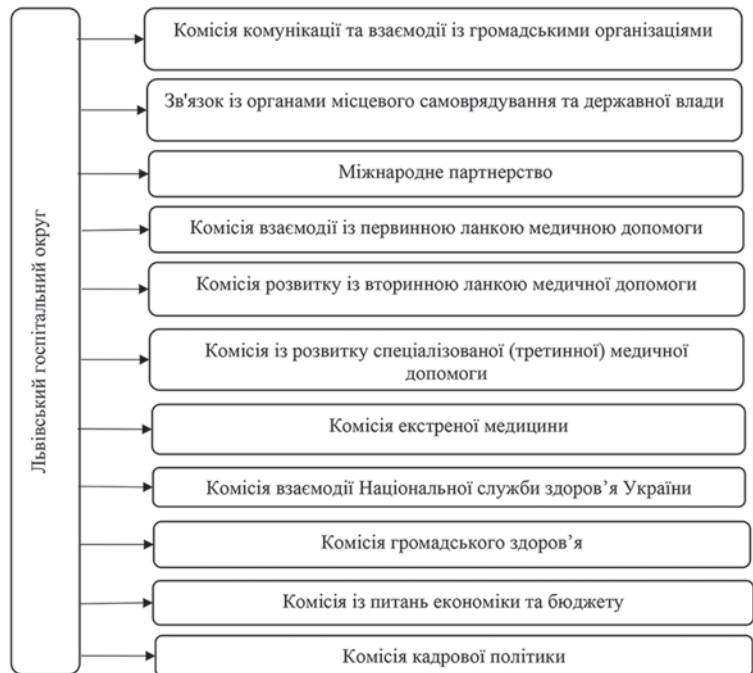 Львівський госпітальний округ
Комісія комунікації та взаємодії із громадськими організаціями
Зв'язок із органами місцевого самоврядування та державної влади
Міжнародне партнерство
Комісія взаємодії із первинною ланкою медичною допомоги
Комісія розвитку із вторинною ланкою медичної допомоги
Комісія із розвитку спеціалізованої (третинної) медичної
допомоги
Комісія екстреної медицини
Комісія взаємодії Національної служби здоров’я України
Комісія громадського здоров’я
Комісія із питань економіки та бюджету
Комісія кадрової політики